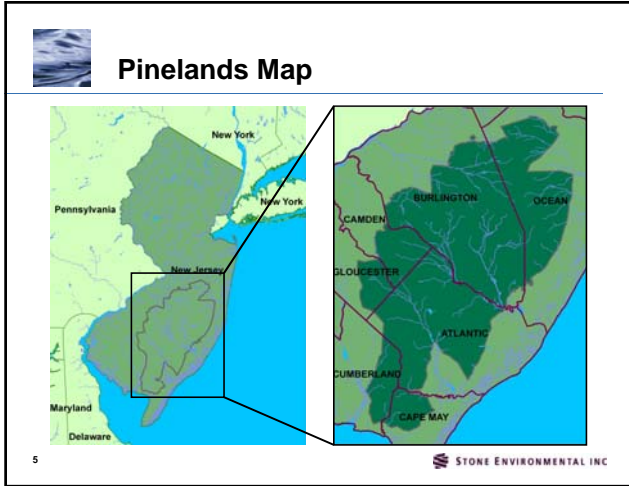 Pinelands Map
New York
New York
Pennsylvania
New Jersey
Maryland
Delaware
BURLINGTON
OCEAN
CAMDEN
GLOUCESTER
ATLANTIC
CUMBERLAND
CAPE MAY
5
STONE ENVIRONMENTAL INC